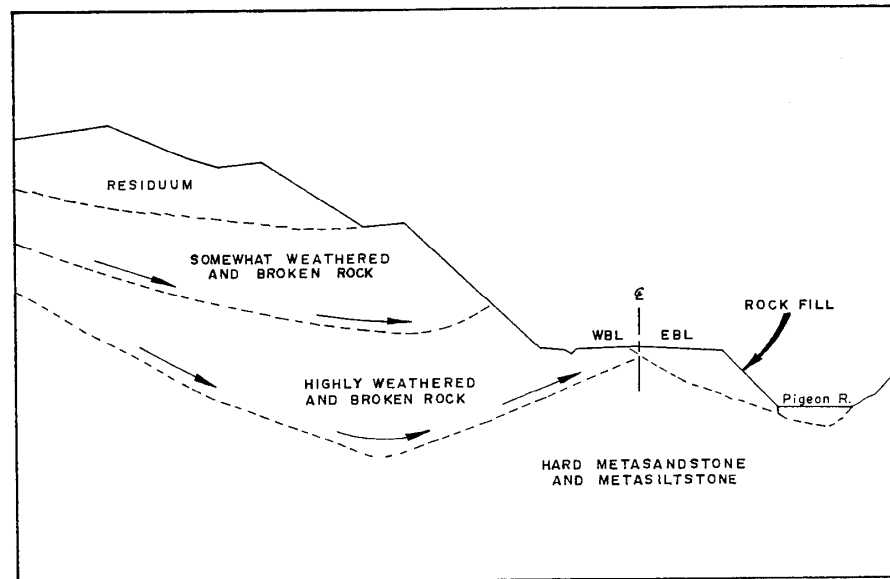 RESIDUUM
SOMEWHAT WEATHERED
AND BROKEN ROCK
℄
WBL EBL
ROCK FILL
HIGHLY WEATHERED
AND BROKEN ROCK
Pigeon R.
HARD METASANDSTONE
AND METASILTSTONE